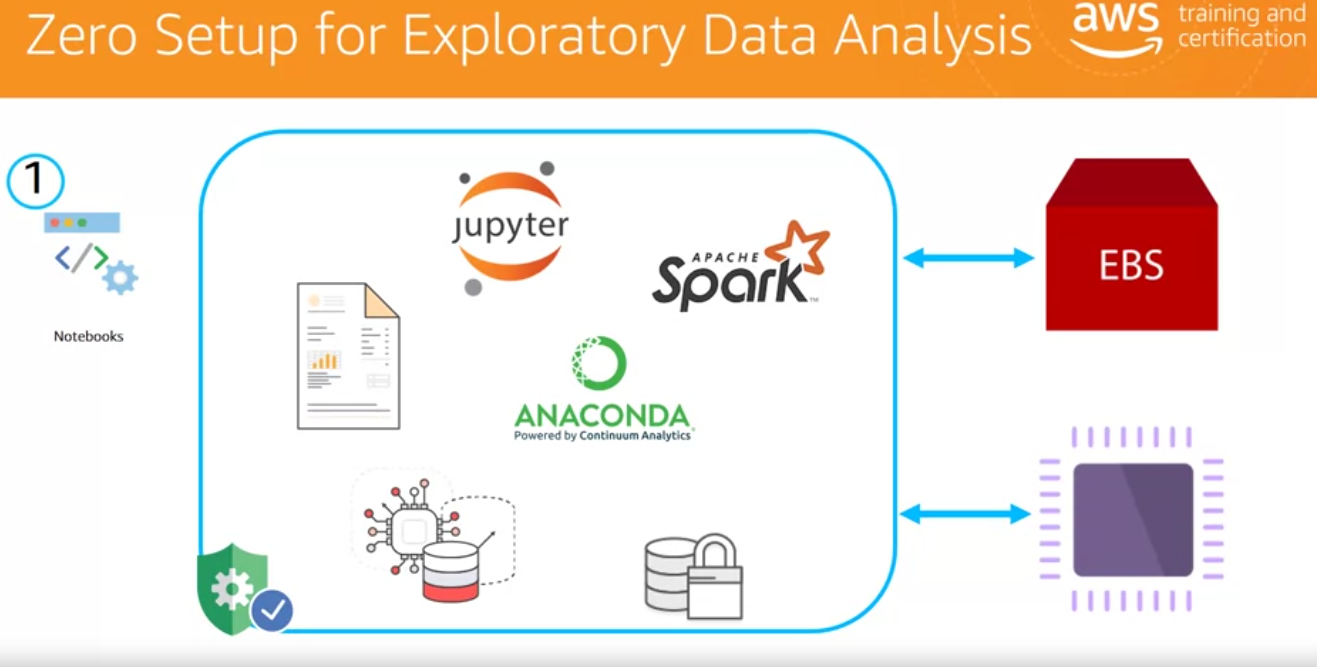 Zero Setup for Exploratory Data Analysis
aws training and
certification
1
Notebooks
jupyter
APACHE
Spark™
EBS
ANACONDA®
Powered by Continuum Analytics®